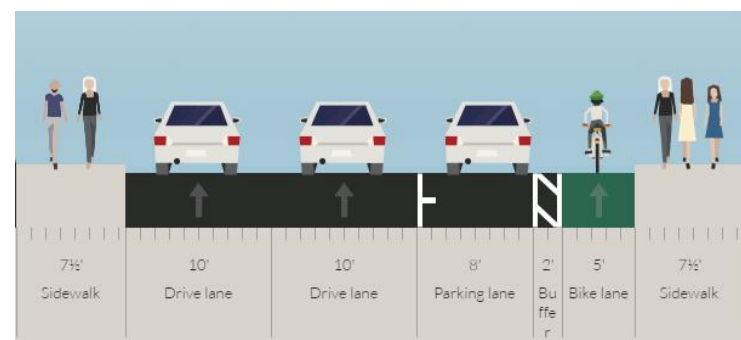 7½' 10' 10' 8' 2' 5' 7½'
Sidewalk Drive lane Drive lane Parking lane Bu Bike lane Sidewalk
ffe
r